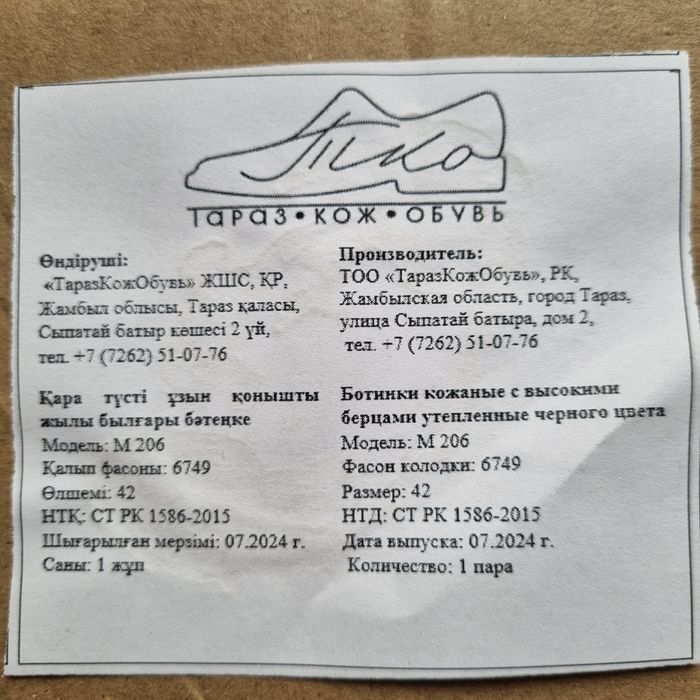 ТКО
ТАРАЗ•КОЖ•ОБУВЬ
Өндіруші:
«ТаразКожОбувь» ЖШС, ҚР,
Жамбыл облысы, Тараз қаласы,
Сыпатай батыр көшесі 2 үй,
тел. +7 (7262) 51-07-76
Қара түсті ұзын қонышты
жылы былғары бәтеңке
Модель: М 206
Қалып фасоны: 6749
Өлшемі: 42
НТҚ: СТ РК 1586-2015
Шығарылған мерзімі: 07.2024 г.
Саны: 1 жұп
Производитель:
ТОО «ТаразКожОбувь», РК,
Жамбылская область, город Тараз,
улица Сыпатай батыра, дом 2,
тел. +7 (7262) 51-07-76
Ботинки кожаные с высокими
берцами утепленные черного цвета
Модель: М 206
Фасон колодки: 6749
Размер: 42
НТД: СТ РК 1586-2015
Дата выпуска: 07.2024 г.
Количество: 1 пара